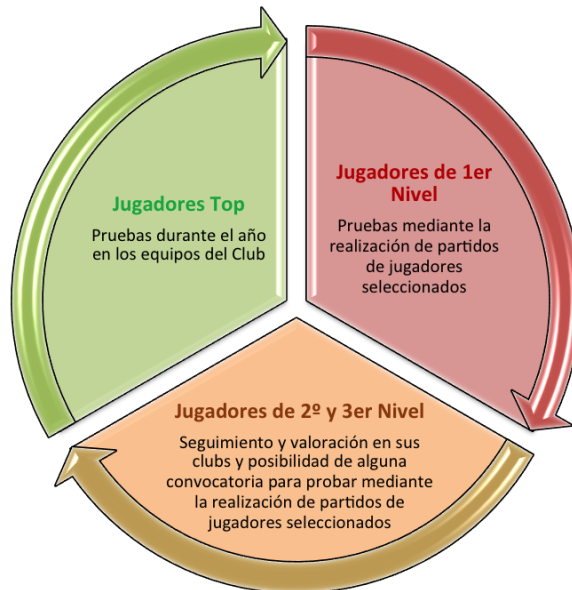 Jugadores Top
Pruebas durante el año
en los equipos del Club
Jugadores de 1er
Nivel
Pruebas mediante la
realización de partidos
de jugadores
seleccionados
Jugadores de 2º y 3er Nivel
Seguimiento y valoración en sus
clubs y posibilidad de alguna
convocatoria para probar mediante
la realización de partidos de
jugadores seleccionados